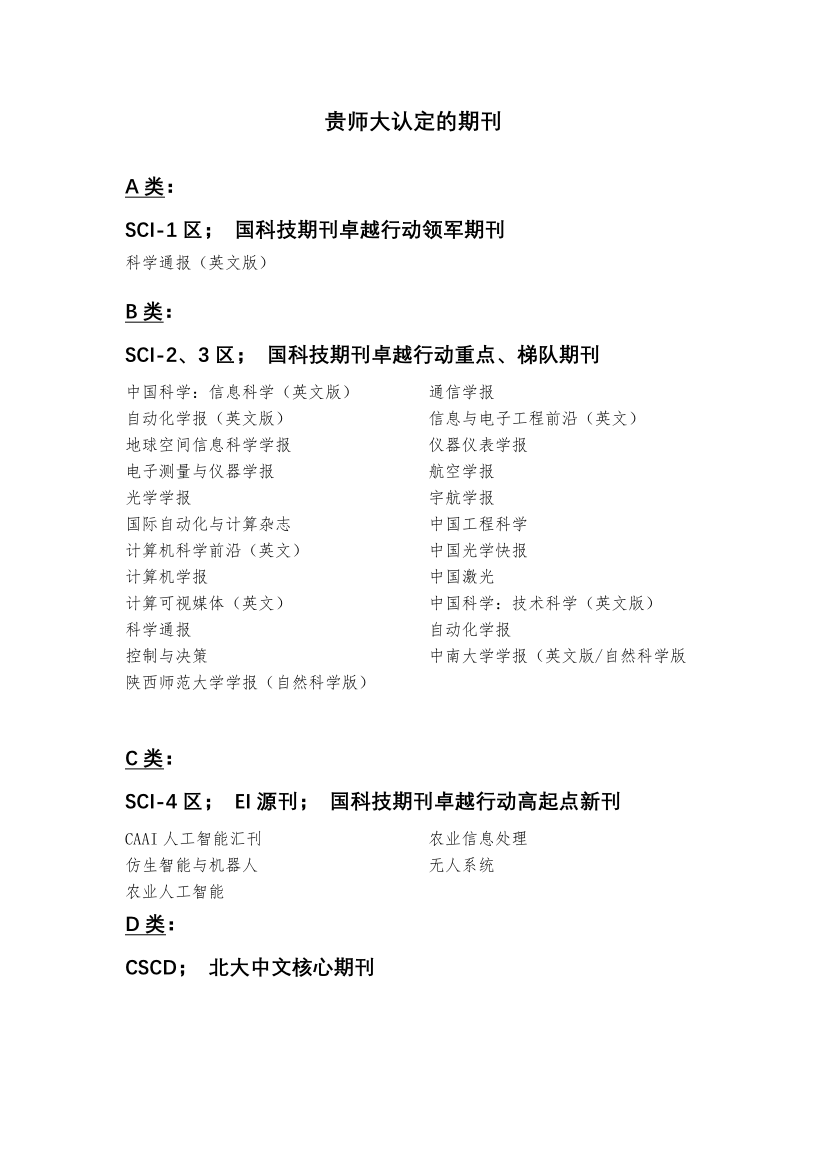 贵师大认定的期刊
A 类：
SCI-1 区； 国科技期刊卓越行动领军期刊
科学通报（英文版）
B 类：
SCI-2、3 区； 国科技期刊卓越行动重点、梯队期刊
中国科学：信息科学（英文版） 通信学报
自动化学报（英文版） 信息与电子工程前沿（英文）
地球空间信息科学学报 仪器仪表学报
电子测量与仪器学报 航空学报
光学学报 宇航学报
国际自动化与计算杂志 中国工程科学
计算机科学前沿（英文） 中国光学快报
计算机学报 中国激光
计算可视媒体（英文） 中国科学：技术科学（英文版）
科学通报 自动化学报
控制与决策 中南大学学报（英文版/自然科学版
陕西师范大学学报（自然科学版）
C 类：
SCI-4 区； EI 源刊； 国科技期刊卓越行动高起点新刊
CAAI 人工智能汇刊 农业信息处理
仿生智能与机器人 无人系统
农业人工智能
D 类：
CSCD； 北大中文核心期刊